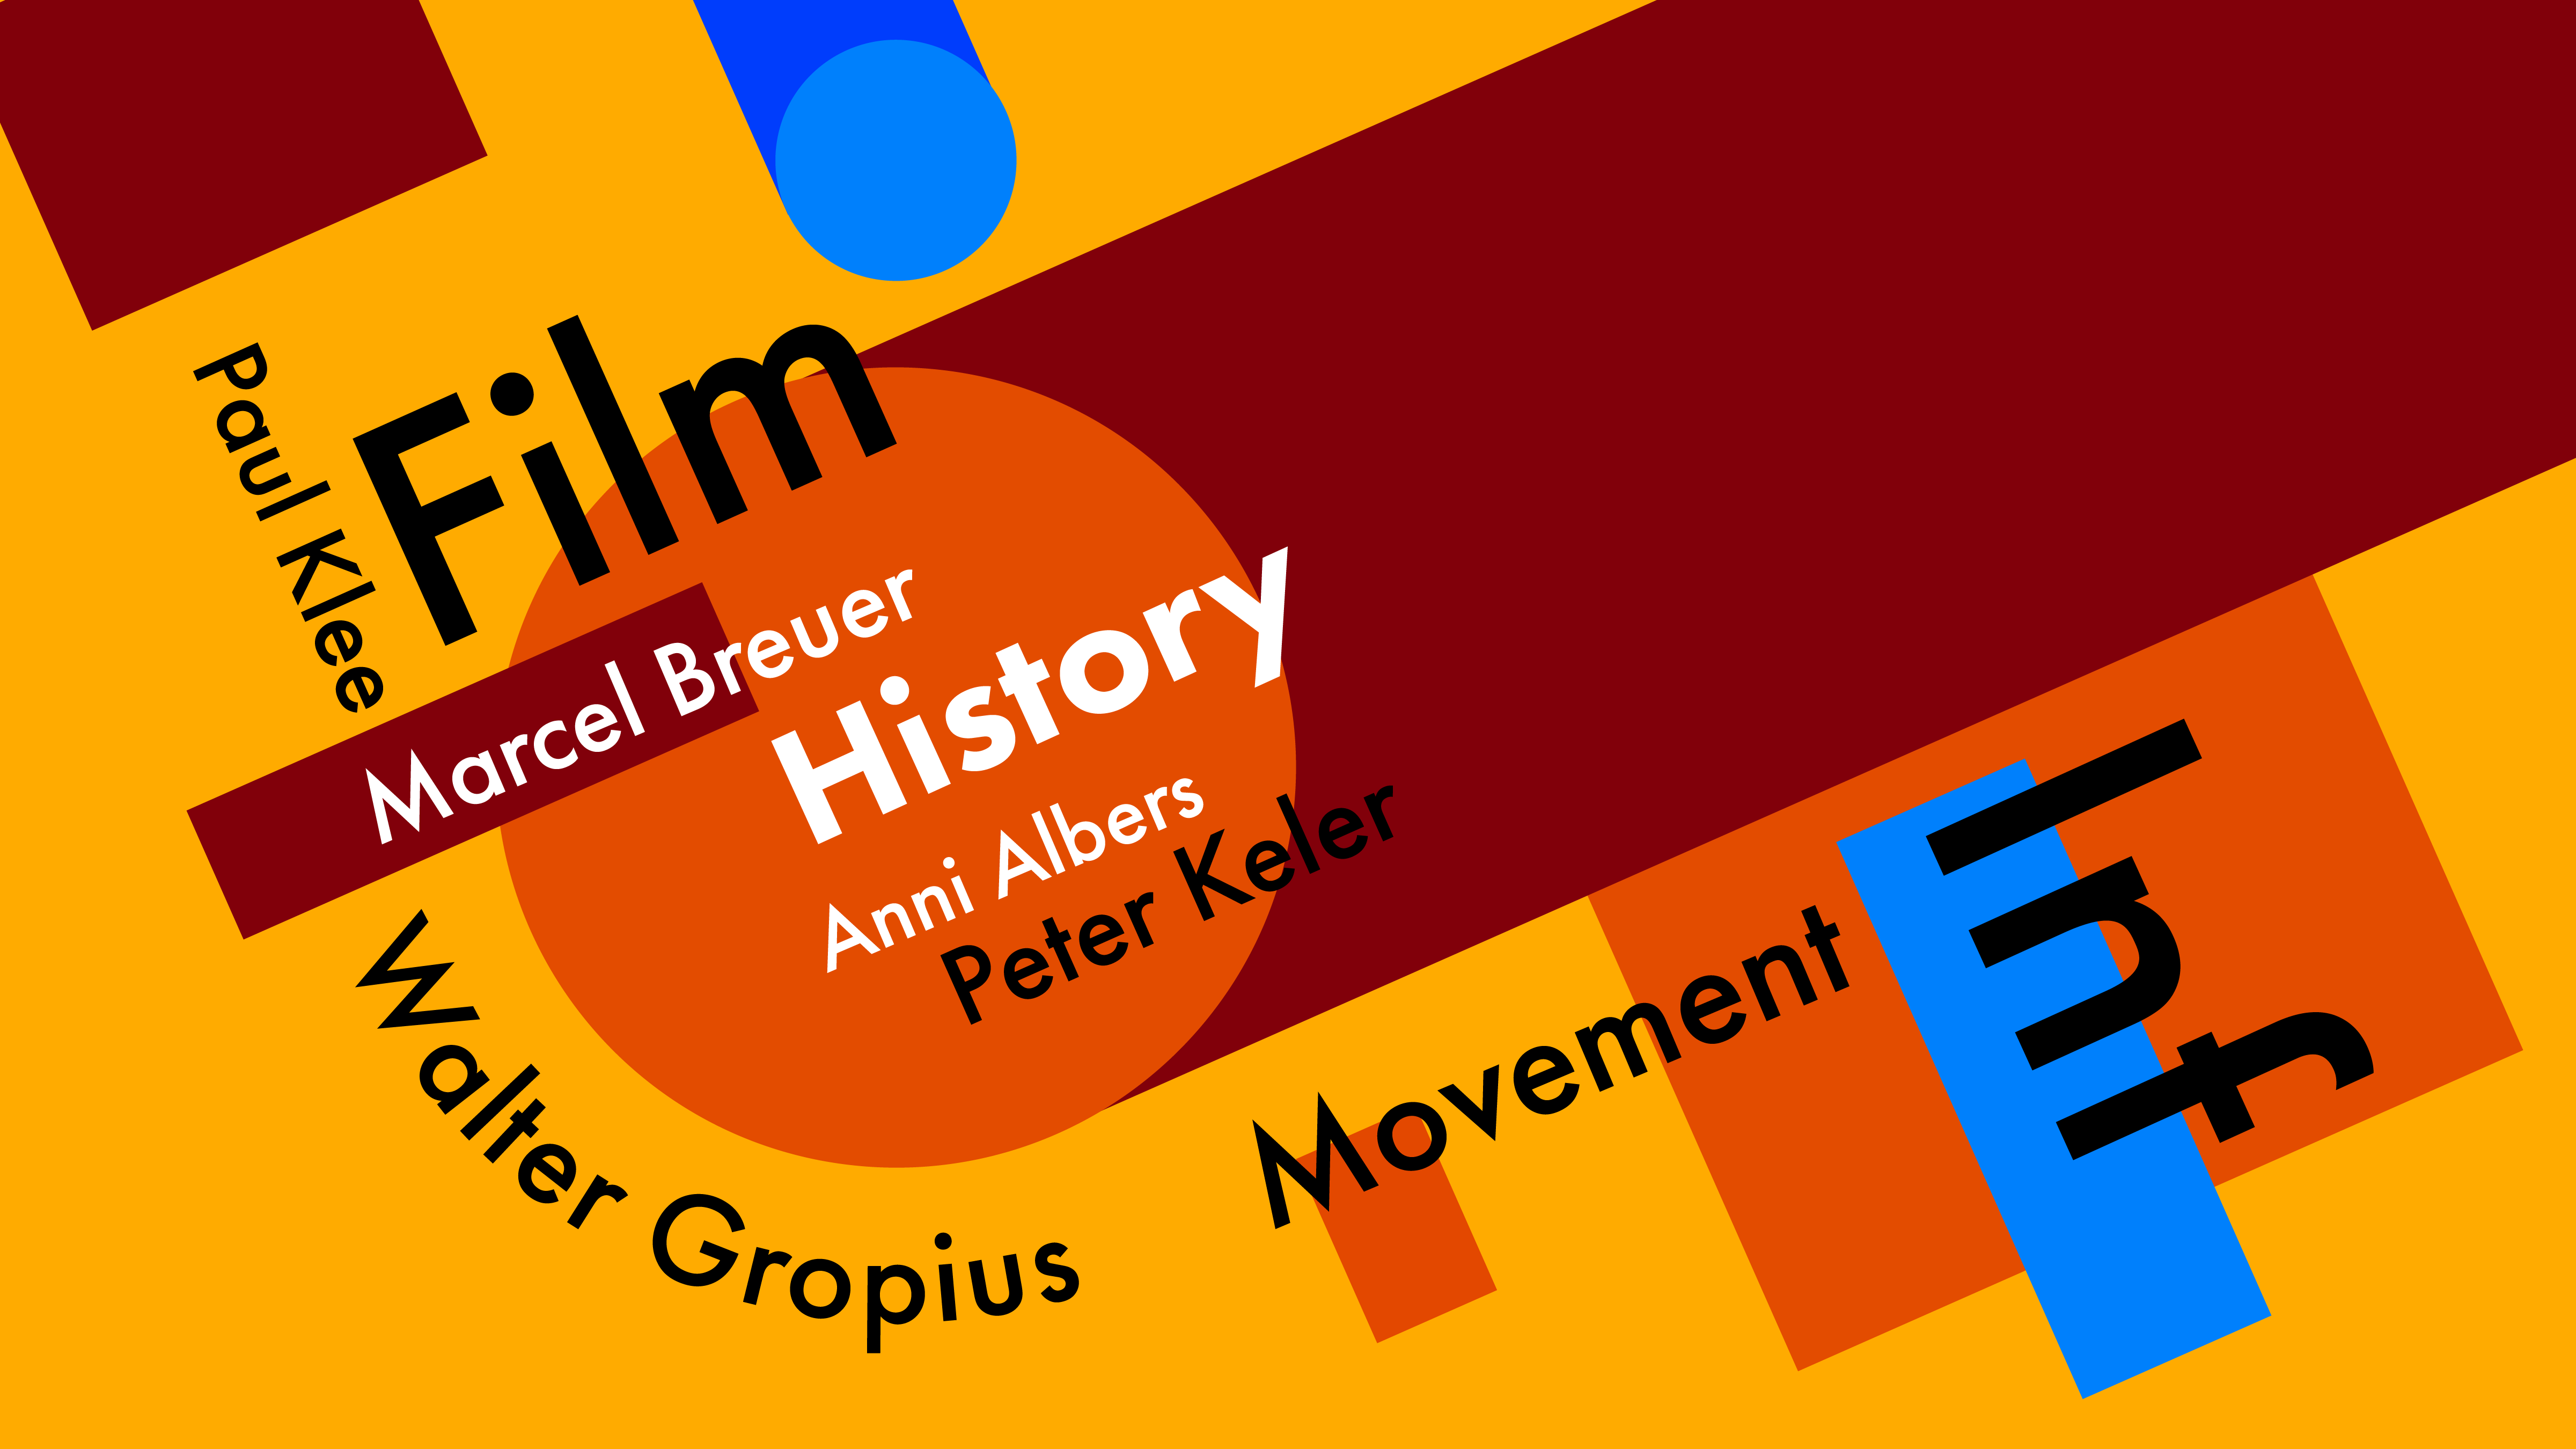 Film
Paul Klee
Marcel Breuer
History
Anni Albers
Peter Keler
Walter Gropius
Movement
Inf